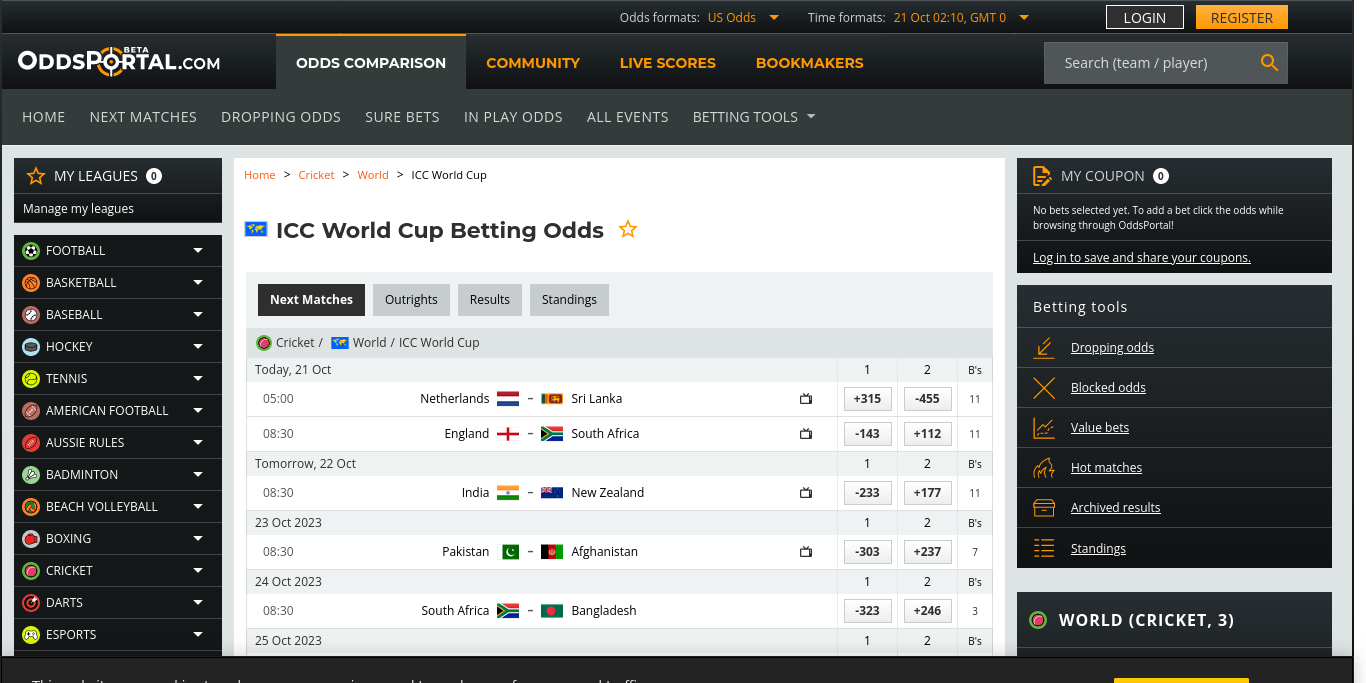 Odds formats: US Odds Time formats: 21 Oct 02:10, GMT 0 LOGIN REGISTER
ODDSPORTAL.COM BETA ODDS COMPARISON COMMUNITY LIVE SCORES BOOKMAKERS Search (team / player)
HOME NEXT MATCHES DROPPING ODDS SURE BETS IN PLAY ODDS ALL EVENTS BETTING TOOLS
MY LEAGUES 0
Manage my leagues
FOOTBALL
BASKETBALL
BASEBALL
HOCKEY
TENNIS
AMERICAN FOOTBALL
AUSSIE RULES
BADMINTON
BEACH VOLLEYBALL
BOXING
CRICKET
DARTS
ESPORTS
Home > Cricket > World > ICC World Cup
ICC World Cup Betting Odds
Next Matches Outrights Results Standings
Cricket / World / ICC World Cup
Today, 21 Oct 1 2 B's
05:00 Netherlands – Sri Lanka +315 -455 11
08:30 England – South Africa -143 +112 11
Tomorrow, 22 Oct 1 2 B's
08:30 India – New Zealand -233 +177 11
23 Oct 2023 1 2 B's
08:30 Pakistan – Afghanistan -303 +237 7
24 Oct 2023 1 2 B's
08:30 South Africa – Bangladesh -323 +246 3
25 Oct 2023 1 2 B's
MY COUPON 0
No bets selected yet. To add a bet click the odds while
browsing through OddsPortal!
Log in to save and share your coupons.
Betting tools
Dropping odds
Blocked odds
Value bets
Hot matches
Archived results
Standings
WORLD (CRICKET, 3)